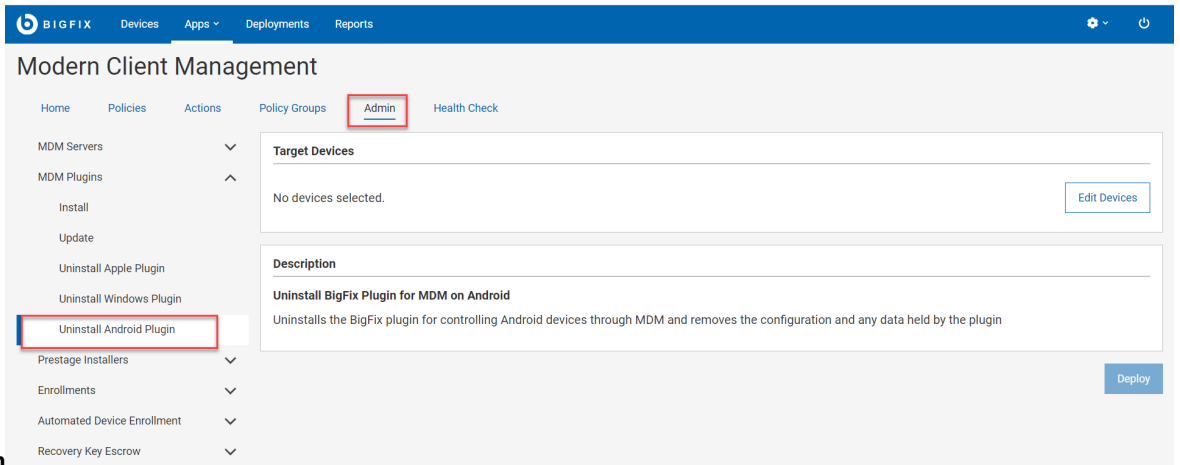 BIGFIX Devices Apps Deployments Reports
Modern Client Management
Home Policies Actions Policy Groups Admin Health Check
MDM Servers
MDM Plugins
Install
Update
Uninstall Apple Plugin
Uninstall Windows Plugin
Uninstall Android Plugin
Prestage Installers
Enrollments
Automated Device Enrollment
Recovery Key Escrow
Target Devices
No devices selected. Edit Devices
Description
Uninstall BigFix Plugin for MDM on Android
Uninstalls the BigFix plugin for controlling Android devices through MDM and removes the configuration and any data held by the plugin
Deploy